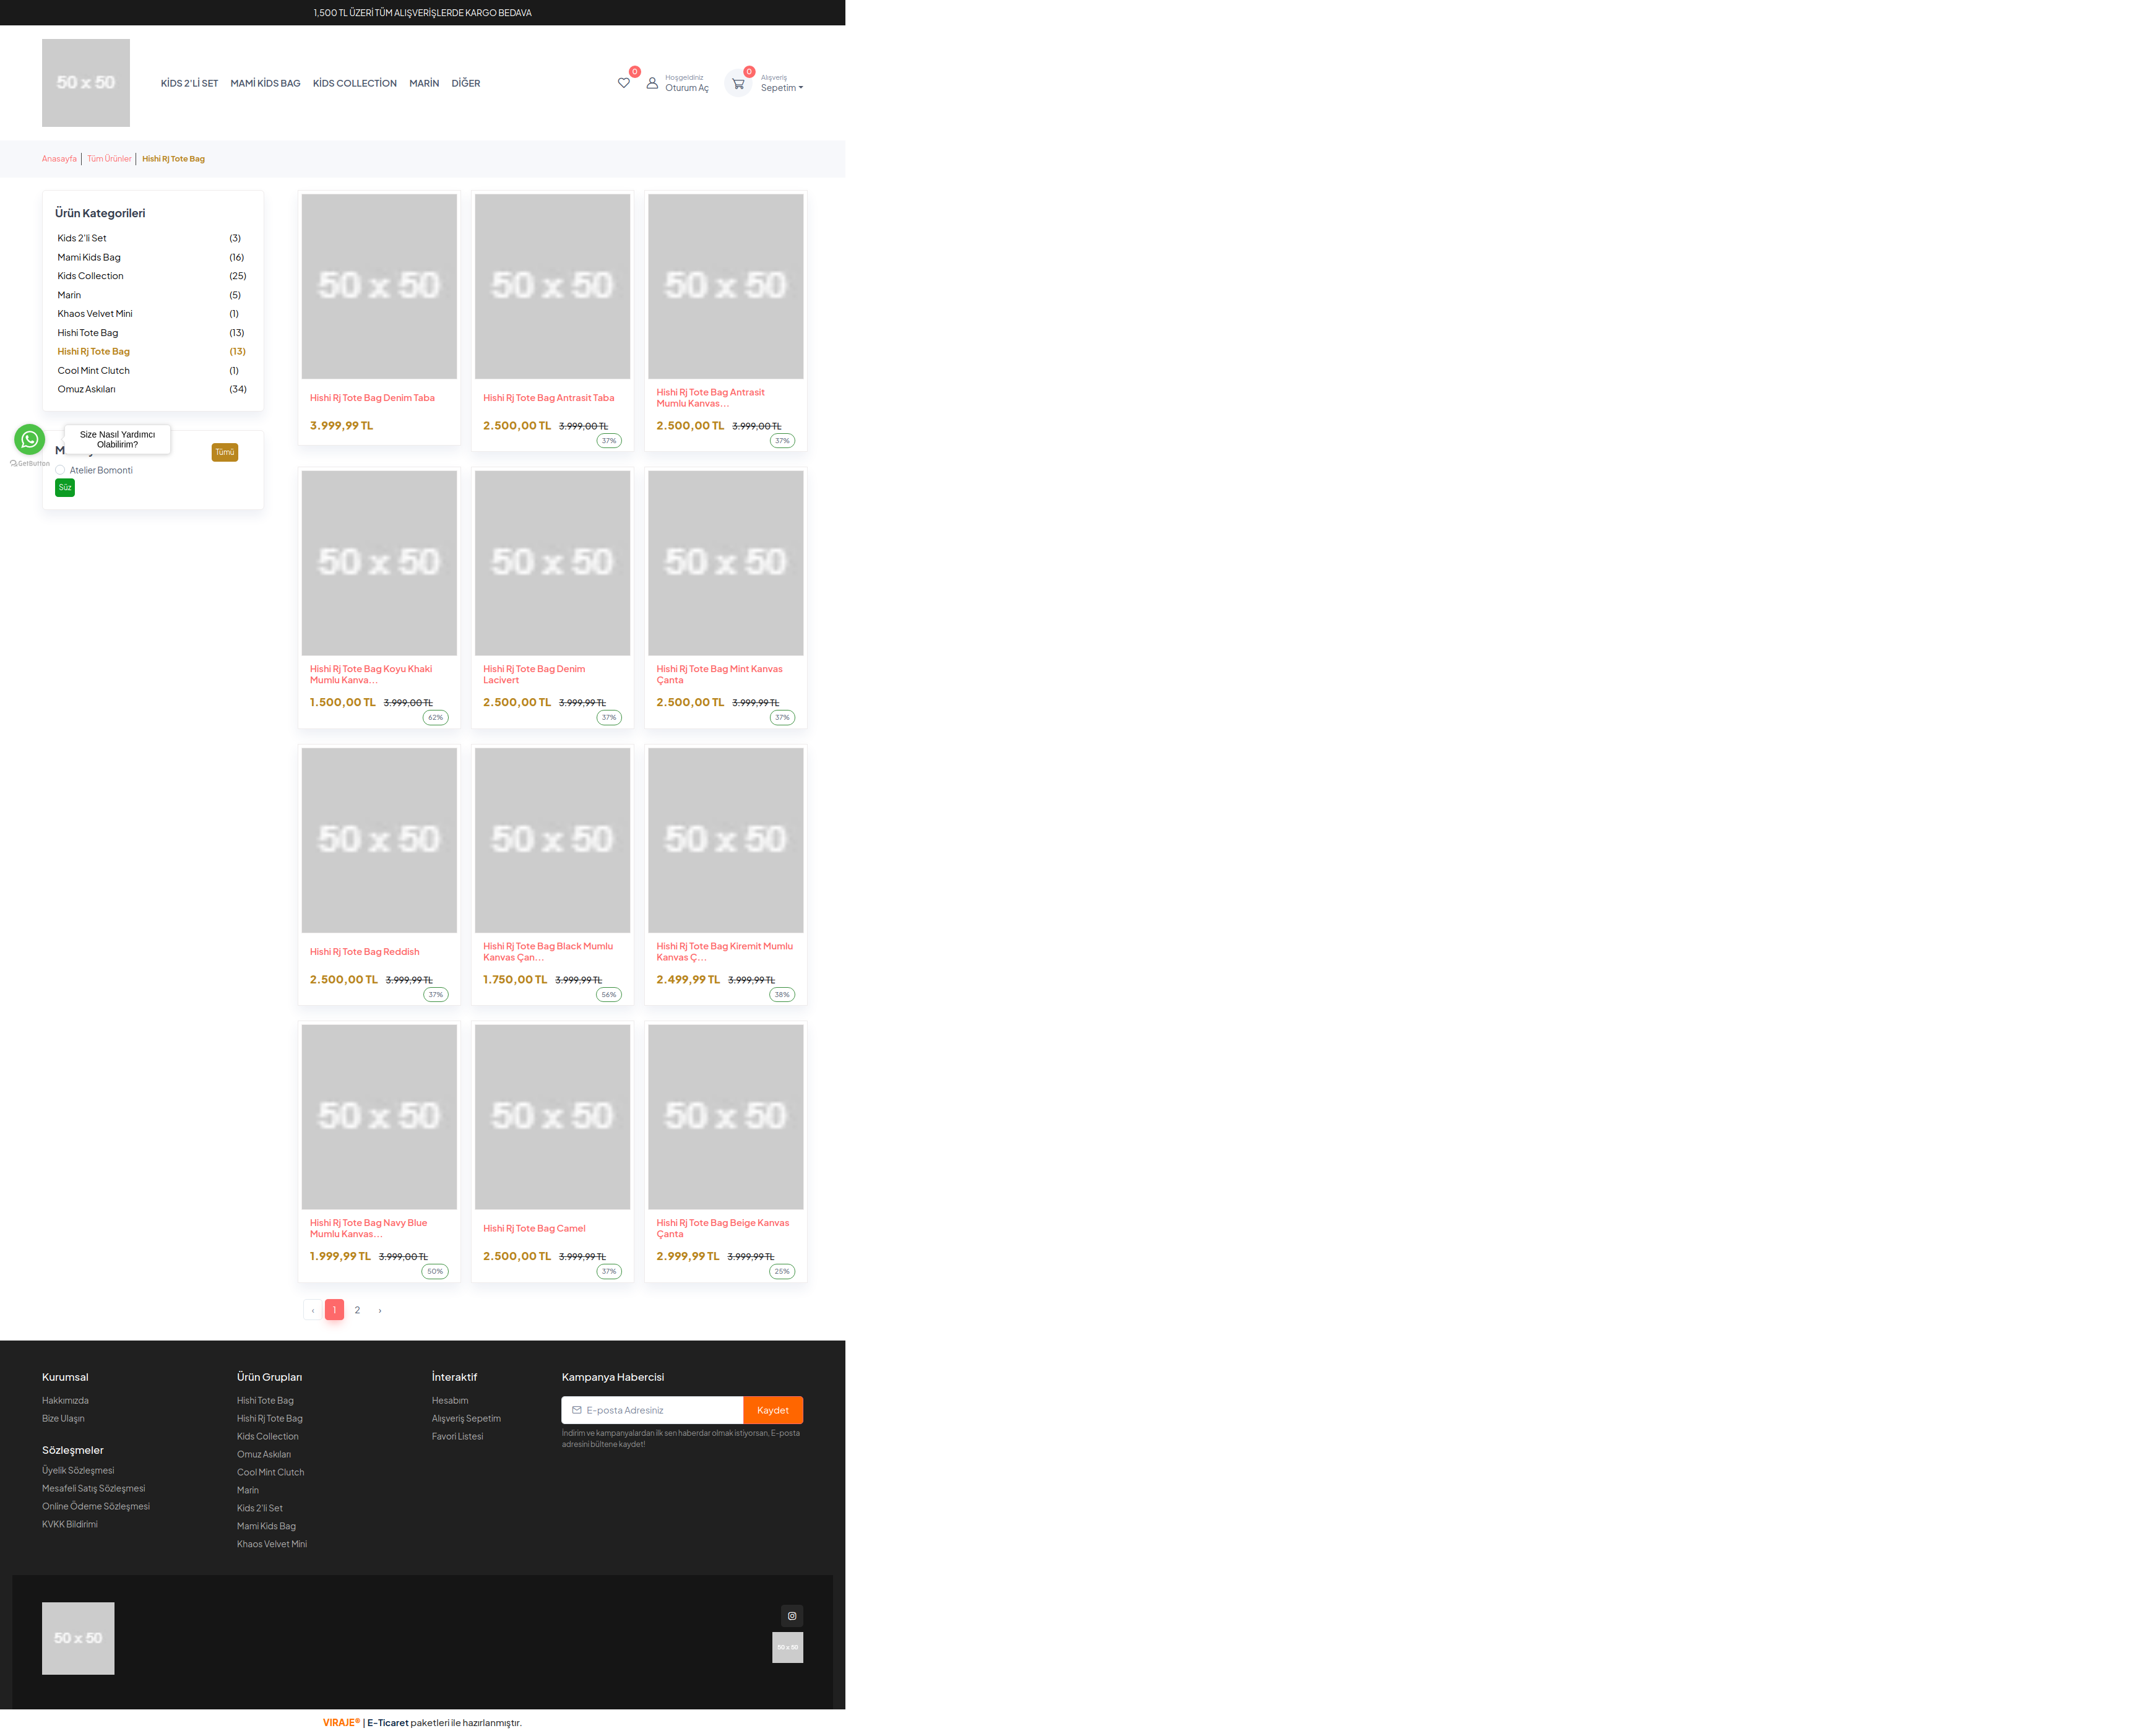 1,500 TL ÜZERİ TÜM ALIŞVERİŞLERDE KARGO BEDAVA
50 x 50
KİDS 2'Lİ SET MAMİ KİDS BAG KİDS COLLECTİON MARİN DİĞER
0
Hoşgeldiniz
Oturum Aç
0
Alışveriş
Sepetim
Anasayfa Tüm Ürünler Hishi Rj Tote Bag
Ürün Kategorileri
Kids 2'li Set (3)
Mami Kids Bag (16)
Kids Collection (25)
Marin (5)
Khaos Velvet Mini (1)
Hishi Tote Bag (13)
Hishi Rj Tote Bag (13)
Cool Mint Clutch (1)
Omuz Askıları (34)
Size Nasıl Yardımcı
Olabilirim?
GetButton
Tümü
Atelier Bomonti
Süz
50 x 50
50 x 50
50 x 50
Hishi Rj Tote Bag Denim Taba
3.999,99 TL
Hishi Rj Tote Bag Antrasit Taba
2.500,00 TL 3.999,00 TL
37%
Hishi Rj Tote Bag Antrasit
Mumlu Kanvas...
2.500,00 TL 3.999,00 TL
37%
50 x 50
50 x 50
50 x 50
Hishi Rj Tote Bag Koyu Khaki
Mumlu Kanva...
1.500,00 TL 3.999,00 TL
62%
Hishi Rj Tote Bag Denim
Lacivert
2.500,00 TL 3.999,99 TL
37%
Hishi Rj Tote Bag Mint Kanvas
Çanta
2.500,00 TL 3.999,99 TL
37%
50 x 50
50 x 50
50 x 50
Hishi Rj Tote Bag Reddish
2.500,00 TL 3.999,99 TL
37%
Hishi Rj Tote Bag Black Mumlu
Kanvas Çan...
1.750,00 TL 3.999,99 TL
56%
Hishi Rj Tote Bag Kiremit Mumlu
Kanvas Ç...
2.499,99 TL 3.999,99 TL
38%
50 x 50
50 x 50
50 x 50
Hishi Rj Tote Bag Navy Blue
Mumlu Kanvas...
1.999,99 TL 3.999,00 TL
50%
Hishi Rj Tote Bag Camel
2.500,00 TL 3.999,99 TL
37%
Hishi Rj Tote Bag Beige Kanvas
Çanta
2.999,99 TL 3.999,99 TL
25%
‹ 1 2 ›
Kurumsal
Hakkımızda
Bize Ulaşın
Sözleşmeler
Üyelik Sözleşmesi
Mesafeli Satış Sözleşmesi
Online Ödeme Sözleşmesi
KVKK Bildirimi
Ürün Grupları
Hishi Tote Bag
Hishi Rj Tote Bag
Kids Collection
Omuz Askıları
Cool Mint Clutch
Marin
Kids 2'li Set
Mami Kids Bag
Khaos Velvet Mini
İnteraktif
Hesabım
Alışveriş Sepetim
Favori Listesi
Kampanya Habercisi
E-posta Adresiniz Kaydet
İndirim ve kampanyalardan ilk sen haberdar olmak istiyorsan, E-posta
adresini bültene kaydet!
50 x 50
50 x 50
VIRAJE® | E-Ticaret paketleri ile hazırlanmıştır.